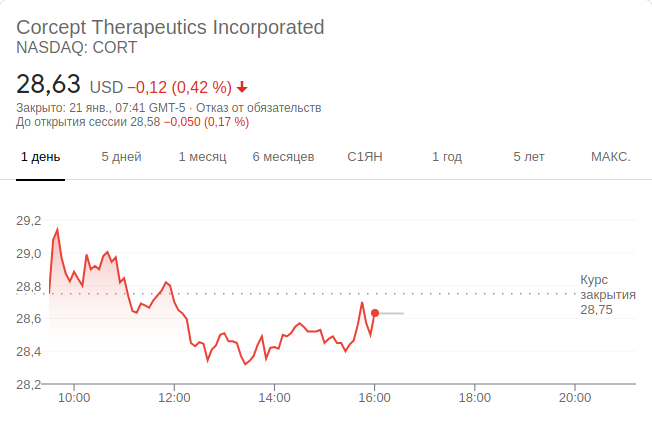 Corcept Therapeutics Incorporated
NASDAQ: CORT
28,63 USD −0,12 (0,42 %)
Закрыто: 21 янв., 07:41 GMT-5 · Отказ от обязательств
До открытия сессии 28,58 −0,050 (0,17 %)
1 день 5 дней 1 месяц 6 месяцев С1ЯН 1 год 5 лет МАКС.
29,2
29,0
28,8
28,6
28,4
28,2
Курс
закрытия
28,75
10:00 12:00 14:00 16:00 18:00 20:00